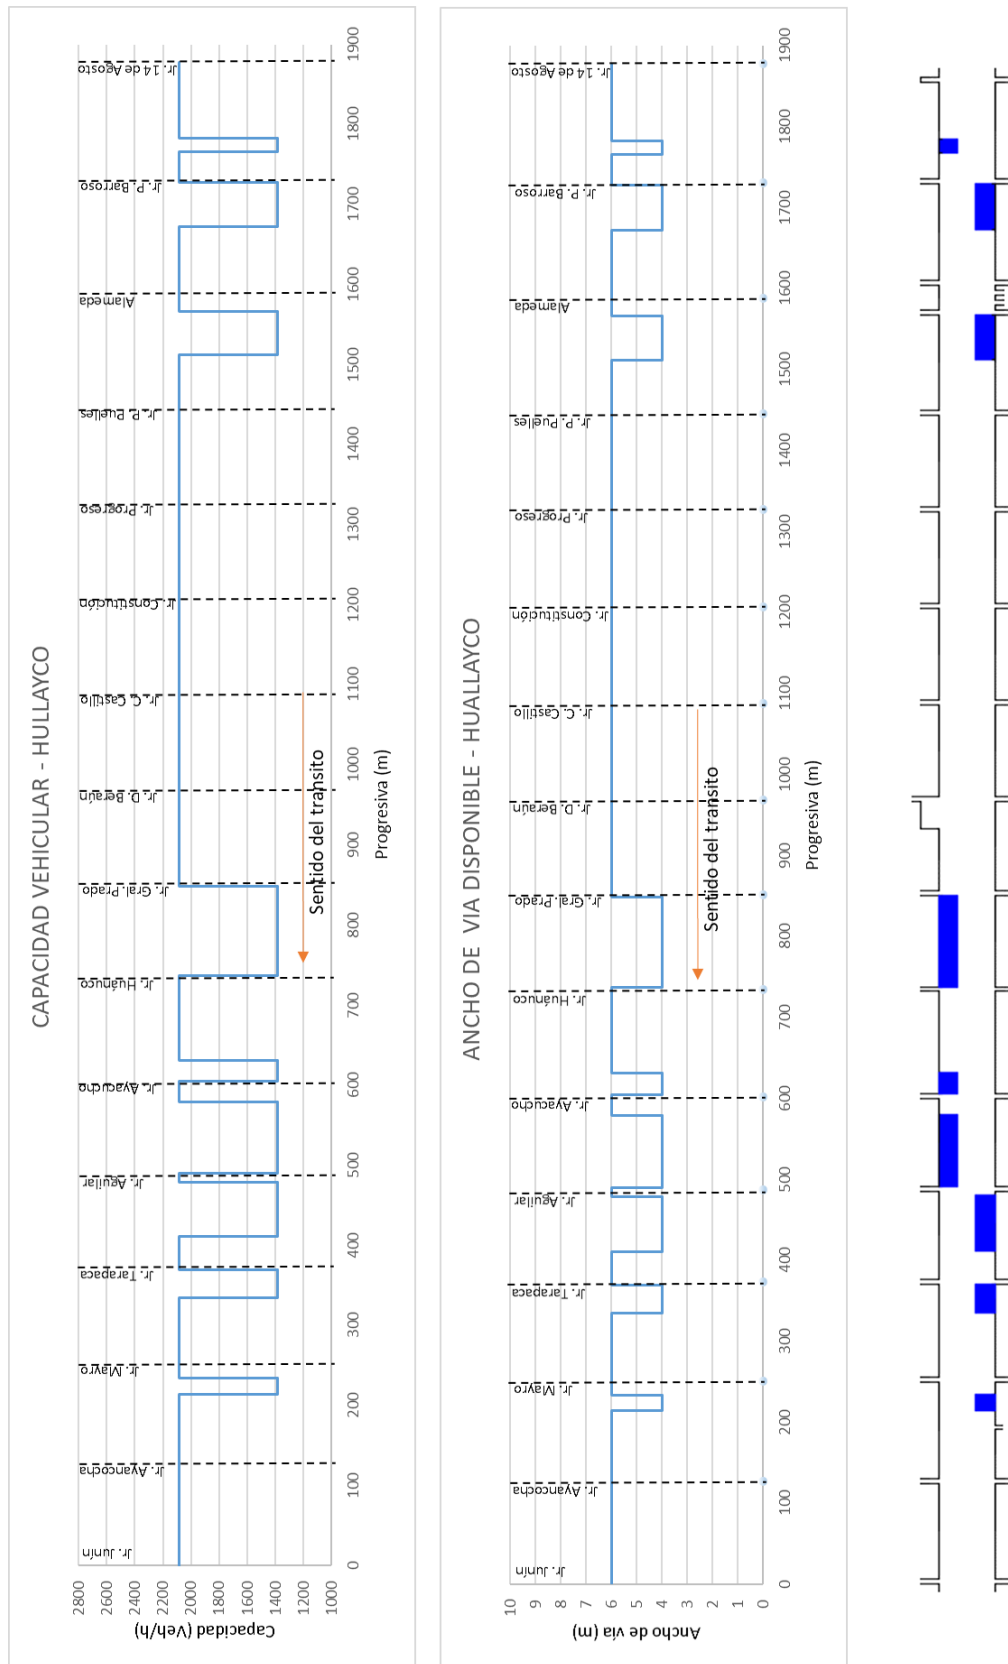 CAPACIDAD VEHICULAR - HULLAYCO
Capacidad (Veh/h)
2800
2600
2400
2200
2000
1800
1600
1400
1200
1000
Jr. Junín
Jr. Ayancocha
Jr. Mayro
Jr. Tarapaca
Jr. Aguilar
Jr. Ayacucho
Jr. Huánuco
Jr. Gral. Prado
Jr. D. Beraún
Jr. C. Castillo
Jr. Constitución
Jr. Progreso
Jr. P. Puelles
Alameda
Jr. P. Barroso
Jr. 14 de Agosto
Sentido del transito
0 100 200 300 400 500 600 700 800 900 1000 1100 1200 1300 1400 1500 1600 1700 1800 1900
Progresiva (m)
ANCHO DE VIA DISPONIBLE - HUALLAYCO
Ancho de vía (m)
10
9
8
7
6
5
4
3
2
1
0
Jr. Junín
Jr. Ayancocha
Jr. Mayro
Jr. Tarapaca
Jr. Aguilar
Jr. Ayacucho
Jr. Huánuco
Jr. Gral. Prado
Jr. D. Beraún
Jr. C. Castillo
Jr. Constitución
Jr. Progreso
Jr. P. Puelles
Alameda
Jr. P. Barroso
Jr. 14 de Agosto
Sentido del transito
0 100 200 300 400 500 600 700 800 900 1000 1100 1200 1300 1400 1500 1600 1700 1800 1900
Progresiva (m)